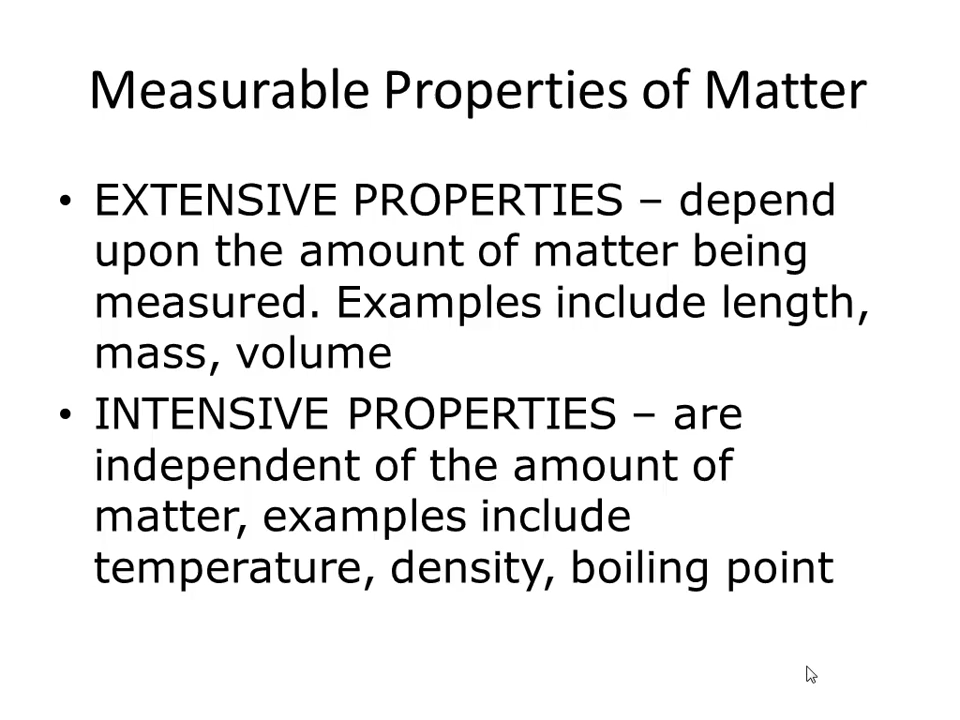 Measurable Properties of Matter
• EXTENSIVE PROPERTIES – depend
upon the amount of matter being
measured. Examples include length,
mass, volume
• INTENSIVE PROPERTIES – are
independent of the amount of
matter, examples include
temperature, density, boiling point